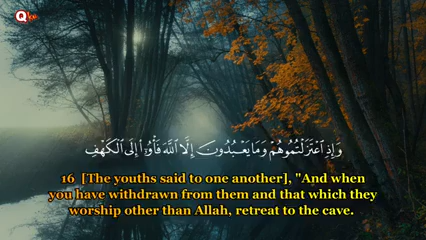 Q tv
وَإِذِ ٱعْتَزَلْتُمُوهُمْ وَمَا يَعْبُدُونَ إِلَّا ٱللَّهَ فَأْوُۥٓا۟ إِلَى ٱلْكَهْفِ
16 [The youths said to one another], "And when
you have withdrawn from them and that which they
worship other than Allah, retreat to the cave.